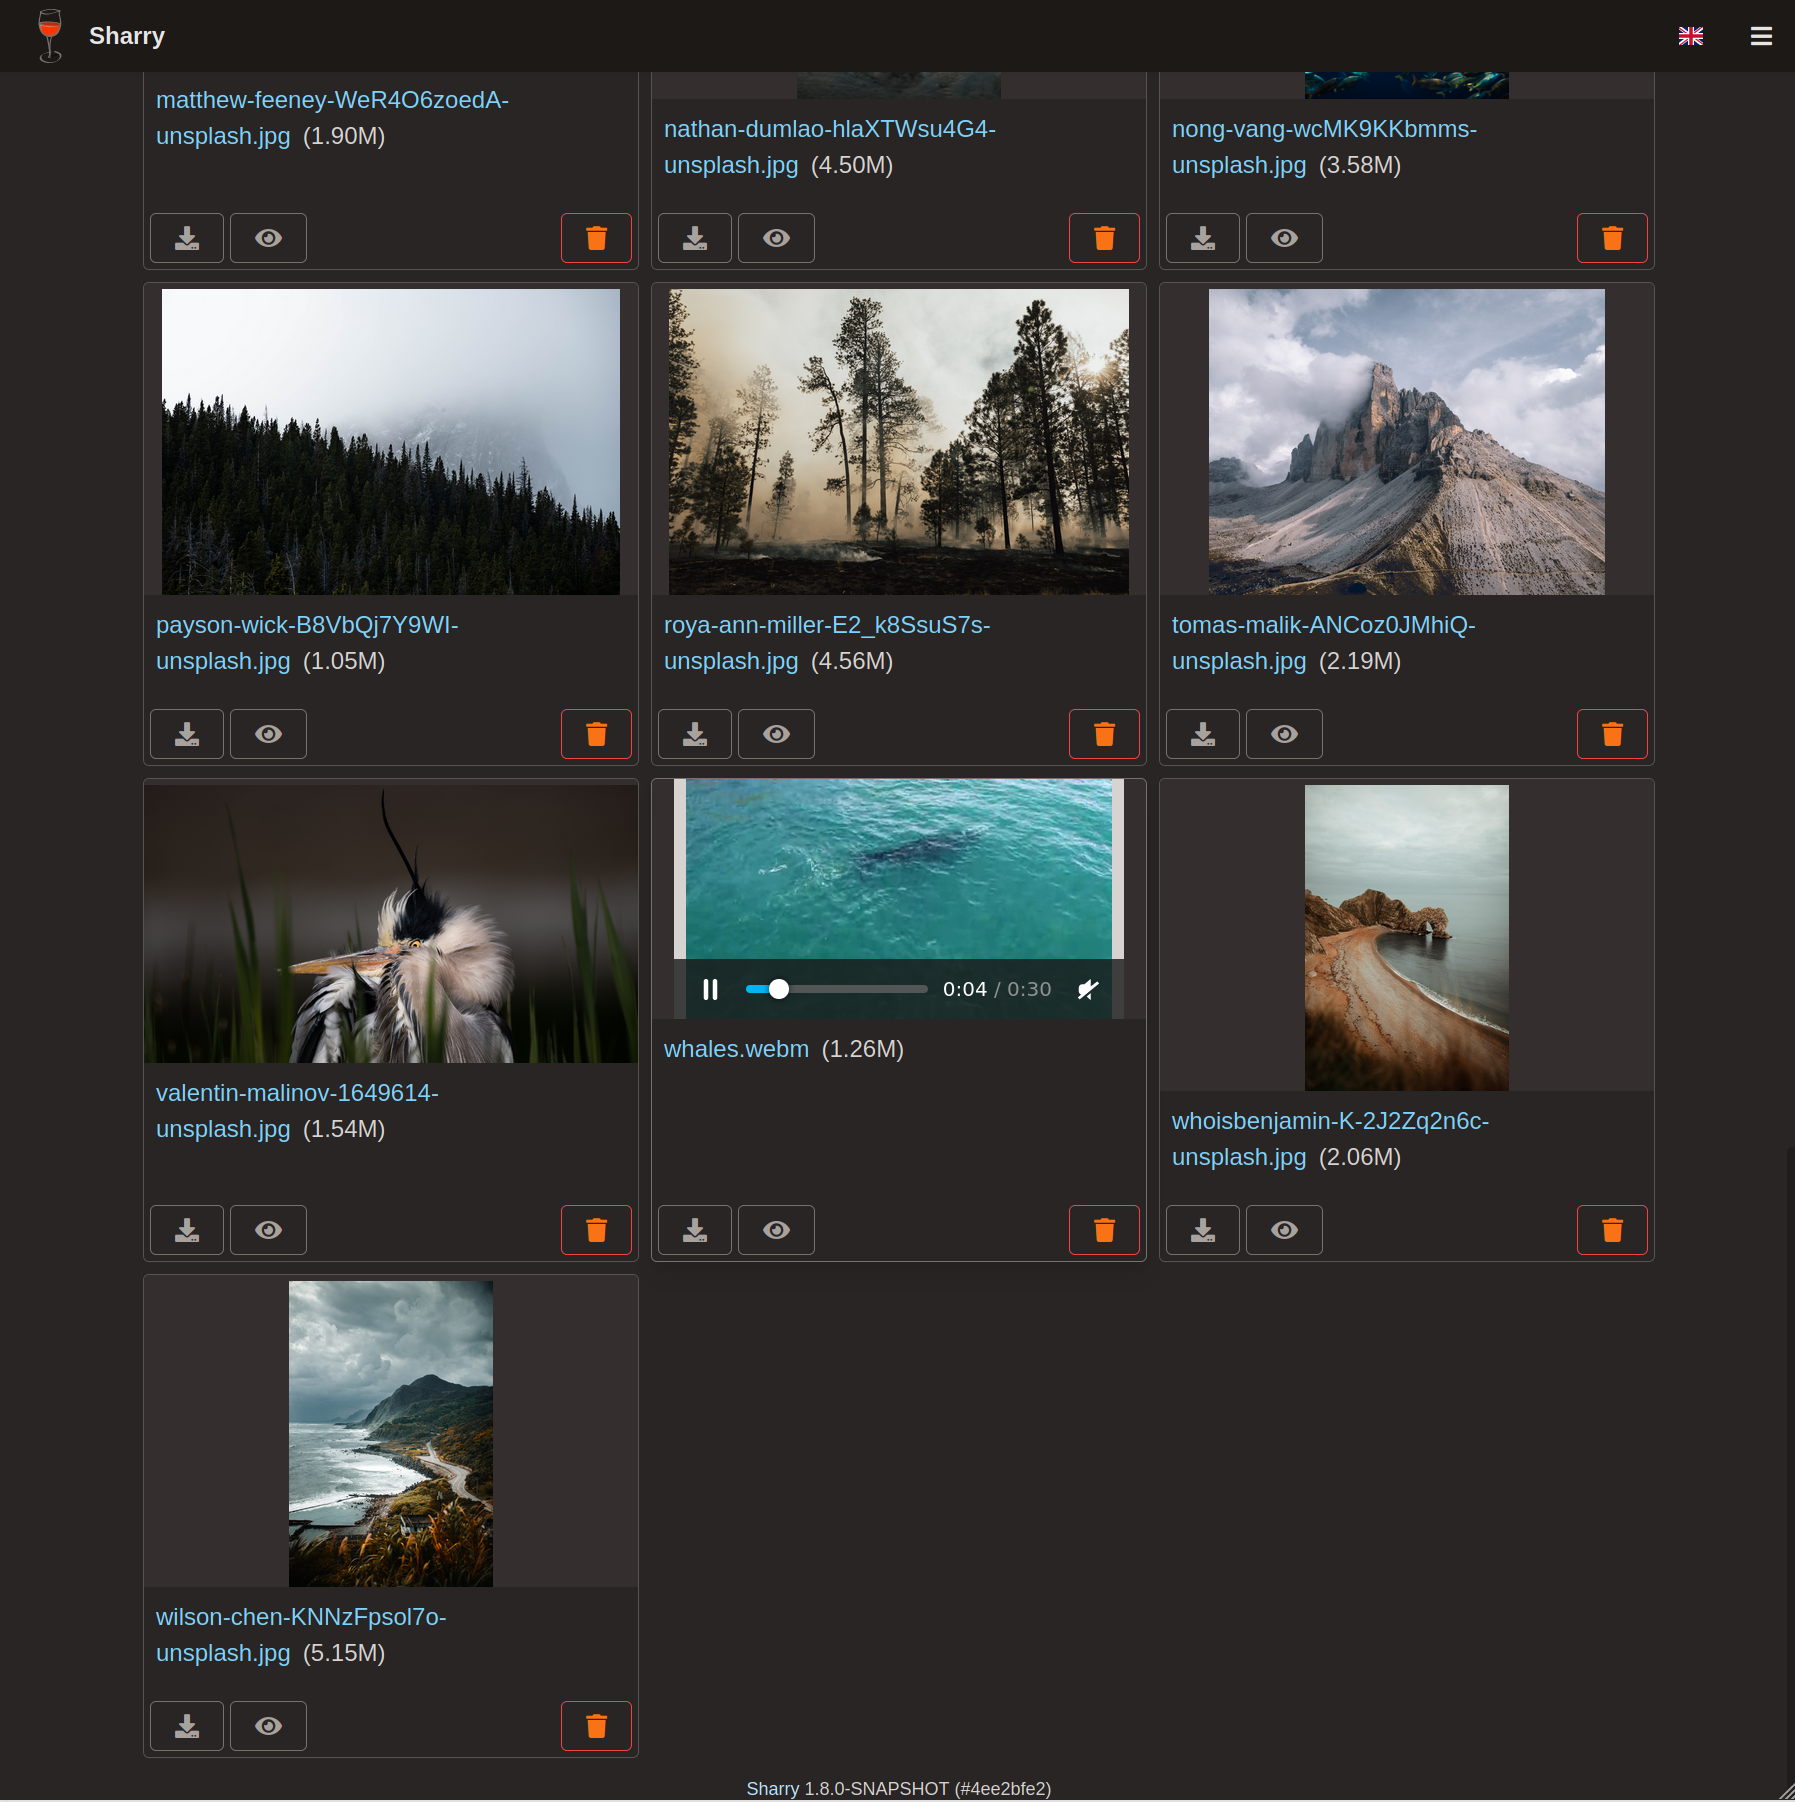 Sharry
matthew-feeney-WeR4O6zoedA-
unsplash.jpg (1.90M)
nathan-dumlao-hlaXTWsu4G4-
unsplash.jpg (4.50M)
nong-vang-wcMK9KKbmms-
unsplash.jpg (3.58M)
payson-wick-B8VbQj7Y9WI-
unsplash.jpg (1.05M)
roya-ann-miller-E2_k8SsuS7s-
unsplash.jpg (4.56M)
tomas-malik-ANCoz0JMhiQ-
unsplash.jpg (2.19M)
valentin-malinov-1649614-
unsplash.jpg (1.54M)
0:04 / 0:30
whales.webm (1.26M)
whoisbenjamin-K-2J2Zq2n6c-
unsplash.jpg (2.06M)
wilson-chen-KNNzFpsol7o-
unsplash.jpg (5.15M)
Sharry 1.8.0-SNAPSHOT (#4ee2bfe2)